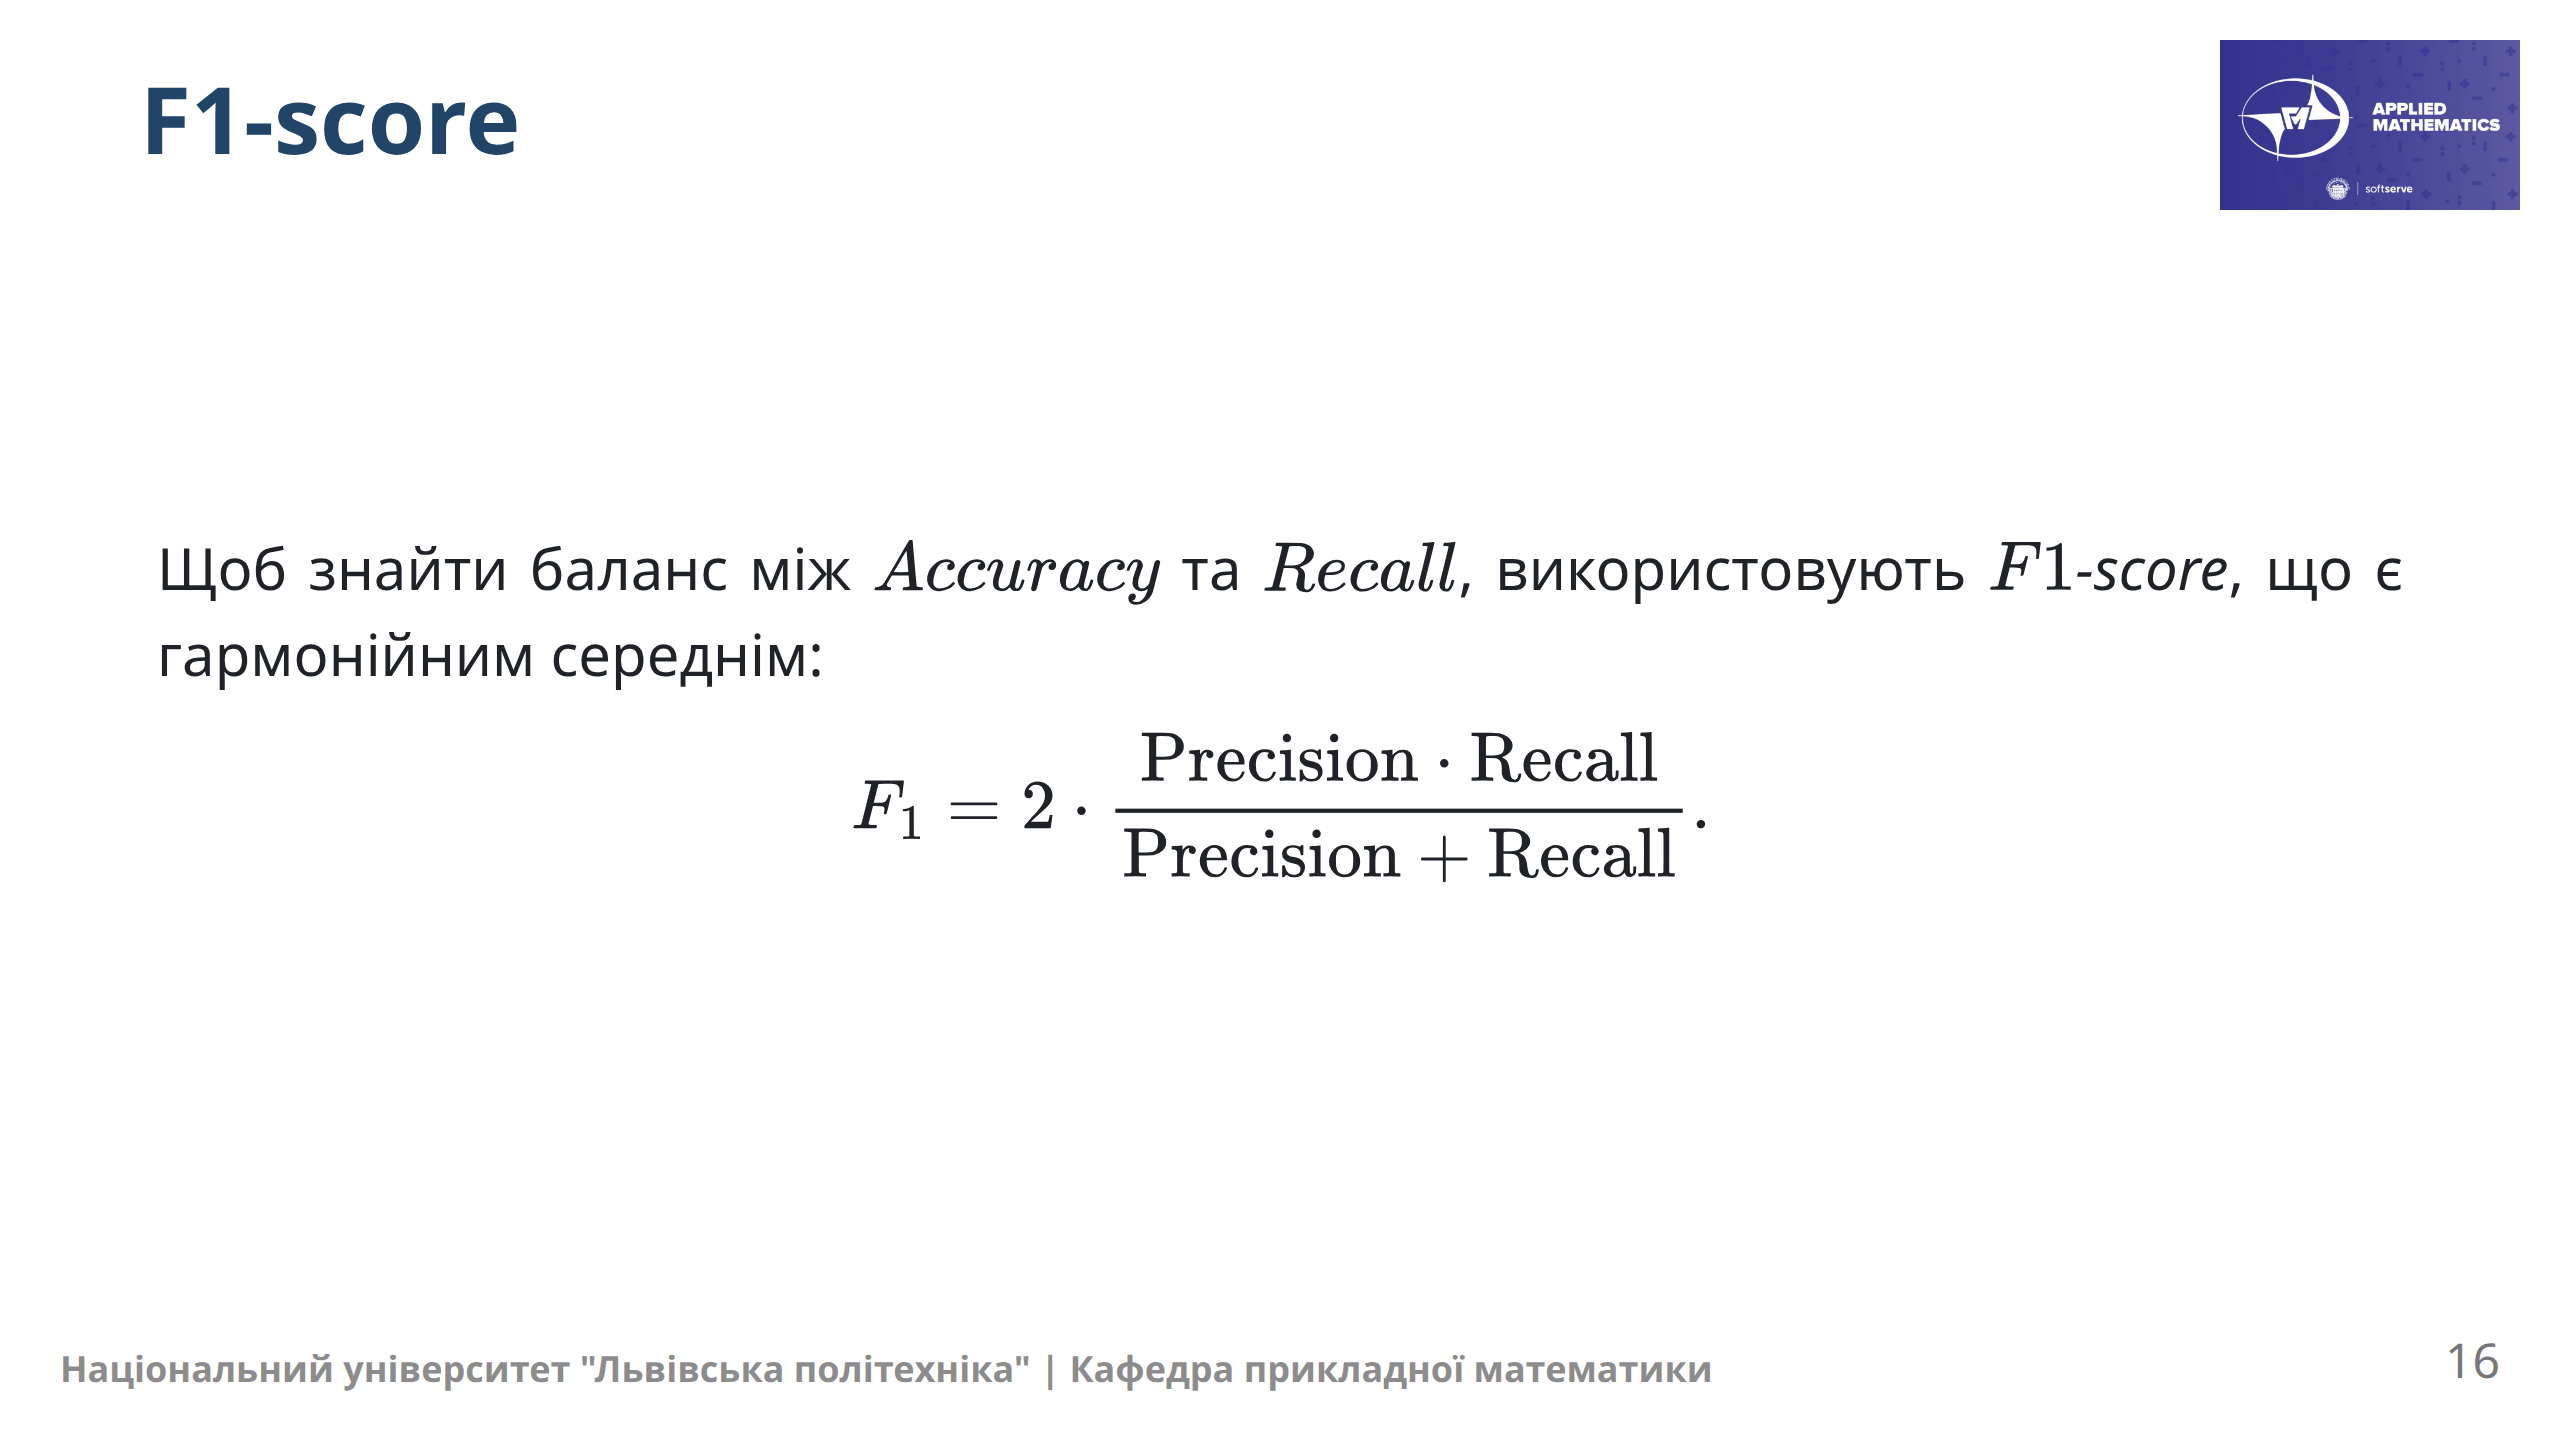 F1-score
APPLIED
MATHEMATICS
softserve
Щоб знайти баланс між Accuracy та Recall, використовують F1-score, що є
гармонійним середнім:
F₁ = 2 · (Precision · Recall) / (Precision + Recall).
Національний університет "Львівська політехніка" | Кафедра прикладної математики
16